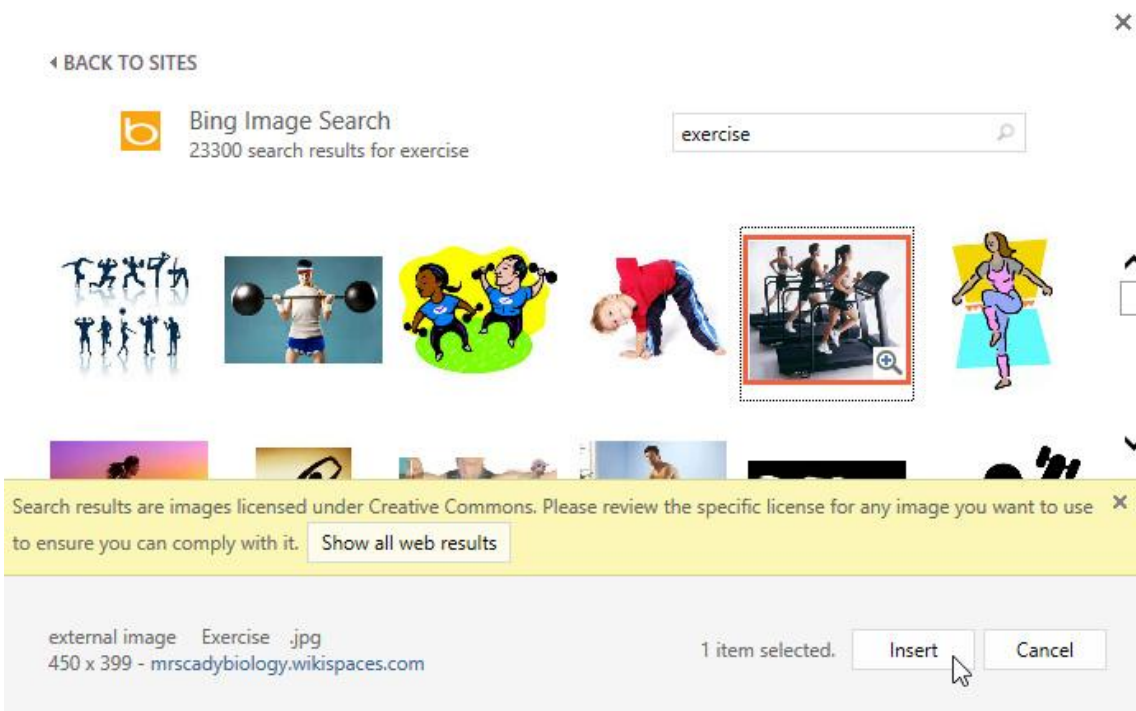 BACK TO SITES
Bing Image Search
23300 search results for exercise
exercise
Search results are images licensed under Creative Commons. Please review the specific license for any image you want to use
to ensure you can comply with it. Show all web results
external image Exercise .jpg
450 x 399 - mrscadybiology.wikispaces.com
1 item selected. Insert Cancel